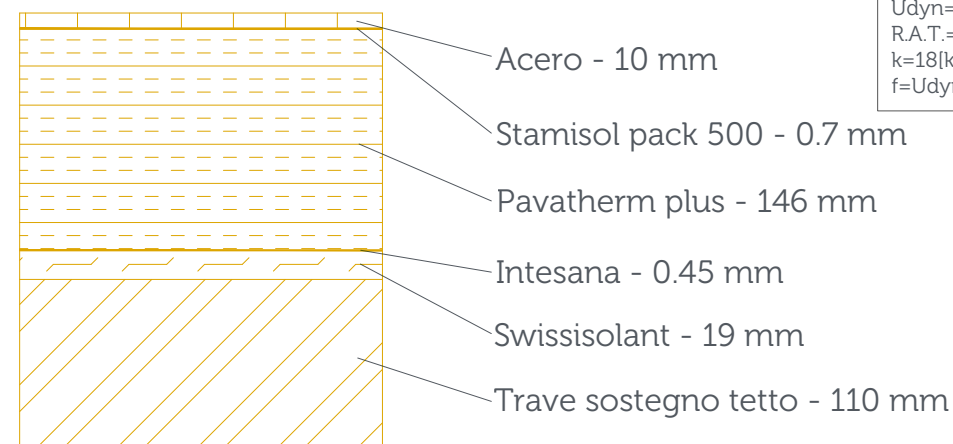 Udyn=
R.A.T.=
k=18[k
f=Udy
Acero - 10 mm
Stamisol pack 500 - 0.7 mm
Pavatherm plus - 146 mm
Intesana - 0.45 mm
Swissisolant - 19 mm
Trave sostegno tetto - 110 mm